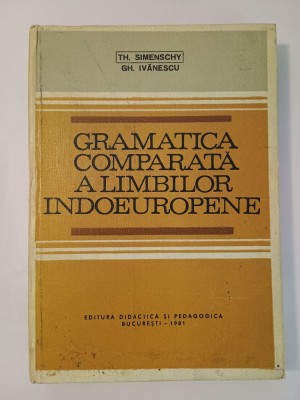 TH. SIMENSCHY
GH. IVĂNESCU
GRAMATICA
COMPARATĂ
A LIMBILOR
INDOEUROPENE
EDITURA DIDACTICĂ ȘI PEDAGOGICĂ
BUCUREȘTI - 1981